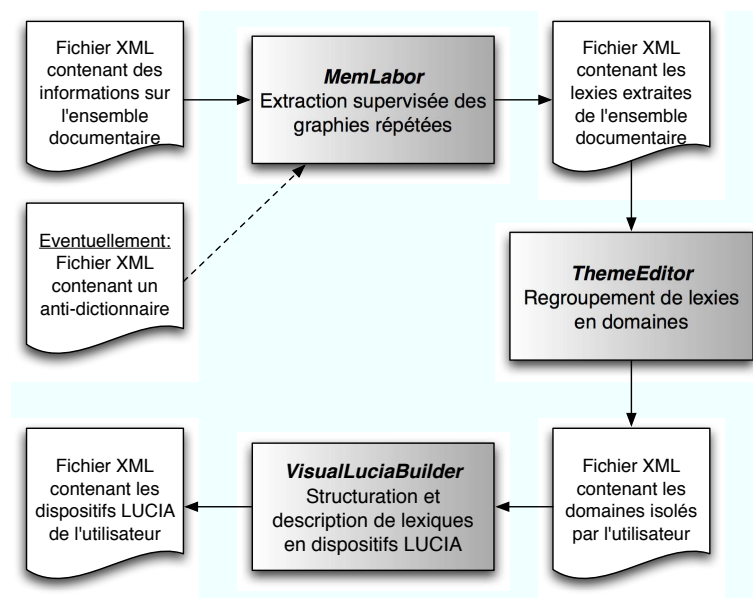 Fichier XML
contenant des
informations sur
l'ensemble
documentaire
MemLabor
Extraction supervisée des
graphies répétées
Fichier XML
contenant les
lexies extraites
de l'ensemble
documentaire
Eventuellement:
Fichier XML
contenant un
anti-dictionnaire
ThemeEditor
Regroupement de lexies
en domaines
Fichier XML
contenant les
dispositifs LUCIA
de l'utilisateur
VisualLuciaBuilder
Structuration et
description de lexiques
en dispositifs LUCIA
Fichier XML
contenant les
domaines isolés
par l'utilisateur